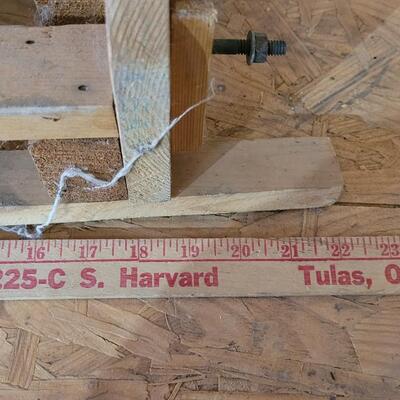 16 17 18 19 20 21 22 23
225-C S. Harvard Tulas, O